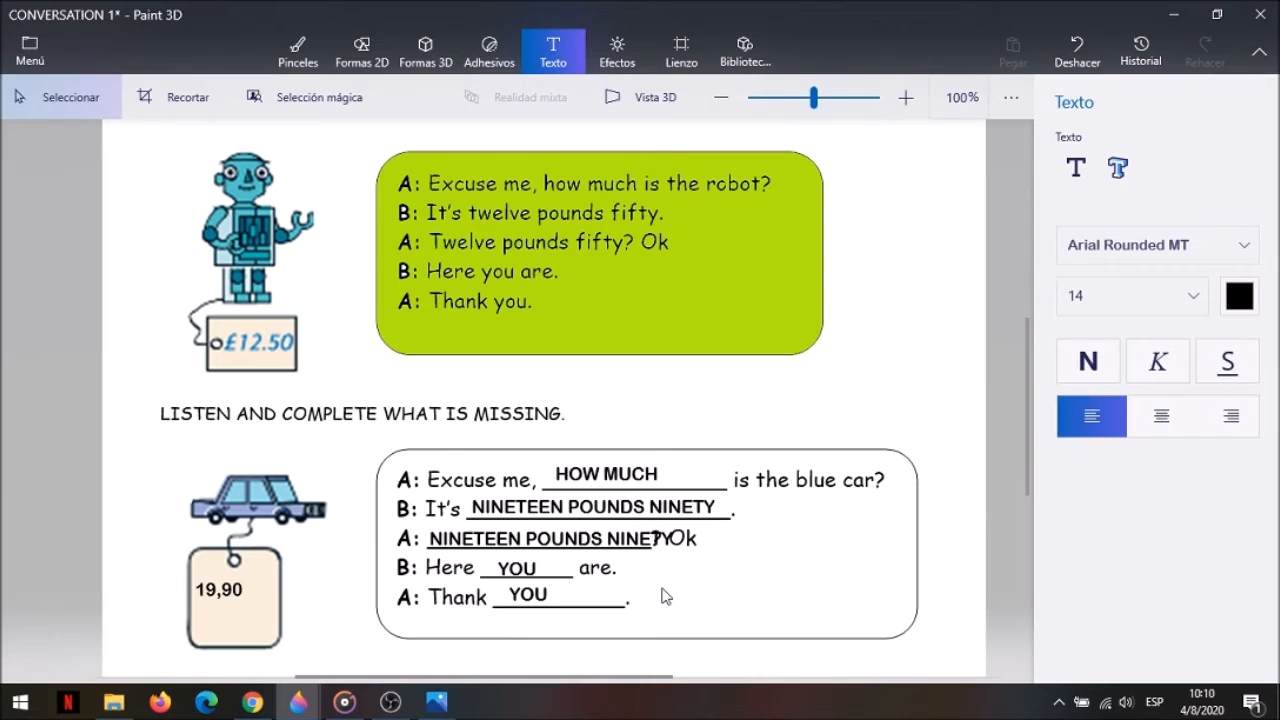 CONVERSATION 1* - Paint 3D
Menú
Pinceles
Formas 2D
Formas 3D
Adhesivos
Texto
Efectos
Lienzo
Bibliotec...
Pegar
Deshacer
Historial
Rehacer
Seleccionar
Recortar
Selección mágica
Realidad mixta
Vista 3D
100%
Texto
Texto
Arial Rounded MT
14
N K S
A: Excuse me, how much is the robot?
B: It's twelve pounds fifty.
A: Twelve pounds fifty? Ok
B: Here you are.
A: Thank you.
£12.50
LISTEN AND COMPLETE WHAT IS MISSING.
A: Excuse me, HOW MUCH is the blue car?
B: It's NINETEEN POUNDS NINETY.
A: NINETEEN POUNDS NINETY? Ok
B: Here YOU are.
A: Thank YOU.
19,90
ESP
10:10
4/8/2020
1